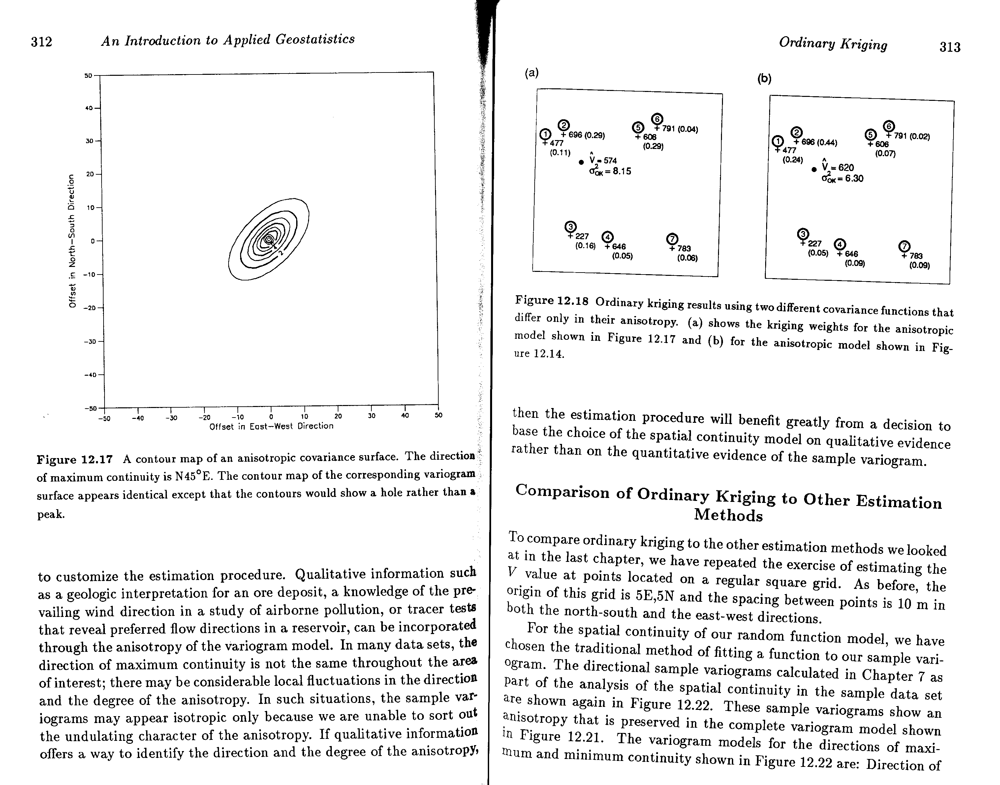 312 An Introduction to Applied Geostatistics
50
40
30
20
10
0
-10
-20
-30
-40
-50
Offset in North-South Direction
2
-50 -40 -30 -20 -10 0 10 20 30 40 50
Offset in East-West Direction
Figure 12.17 A contour map of an anisotropic covariance surface. The direction
of maximum continuity is N45°E. The contour map of the corresponding variogram
surface appears identical except that the contours would show a hole rather than a
peak.
to customize the estimation procedure. Qualitative information such
as a geologic interpretation for an ore deposit, a knowledge of the pre-
vailing wind direction in a study of airborne pollution, or tracer tests
that reveal preferred flow directions in a reservoir, can be incorporated
through the anisotropy of the variogram model. In many data sets, the
direction of maximum continuity is not the same throughout the area
of interest; there may be considerable local fluctuations in the direction
and the degree of the anisotropy. In such situations, the sample var-
iograms may appear isotropic only because we are unable to sort out
the undulating character of the anisotropy. If qualitative information
offers a way to identify the direction and the degree of the anisotropy,
Ordinary Kriging 313
(a)
6
+ 791 (0.04)
2
+ 696 (0.29)
5
+ 606
(0.29)
1
+ 477
(0.11)
V̂ = 574
σ²OK = 8.15
3
+ 227
(0.16)
4
+ 646
(0.05)
7
+ 783
(0.06)
(b)
6
+ 791 (0.02)
2
+ 696 (0.44)
5
+ 606
(0.07)
1
+ 477
(0.24)
V̂ = 620
σ²OK = 6.30
3
+ 227
(0.05)
4
+ 646
(0.09)
7
+ 783
(0.09)
Figure 12.18 Ordinary kriging results using two different covariance functions that
differ only in their anisotropy. (a) shows the kriging weights for the anisotropic
model shown in Figure 12.17 and (b) for the anisotropic model shown in Fig-
ure 12.14.
then the estimation procedure will benefit greatly from a decision to
base the choice of the spatial continuity model on qualitative evidence
rather than on the quantitative evidence of the sample variogram.
Comparison of Ordinary Kriging to Other Estimation
Methods
To compare ordinary kriging to the other estimation methods we looked
at in the last chapter, we have repeated the exercise of estimating the
V value at points located on a regular square grid. As before, the
origin of this grid is 5E,5N and the spacing between points is 10 m in
both the north-south and the east-west directions.
For the spatial continuity of our random function model, we have
chosen the traditional method of fitting a function to our sample vari-
ogram. The directional sample variograms calculated in Chapter 7 as
part of the analysis of the spatial continuity in the sample data set
are shown again in Figure 12.22. These sample variograms show an
anisotropy that is preserved in the complete variogram model shown
in Figure 12.21. The variogram models for the directions of maxi-
mum and minimum continuity shown in Figure 12.22 are: Direction of